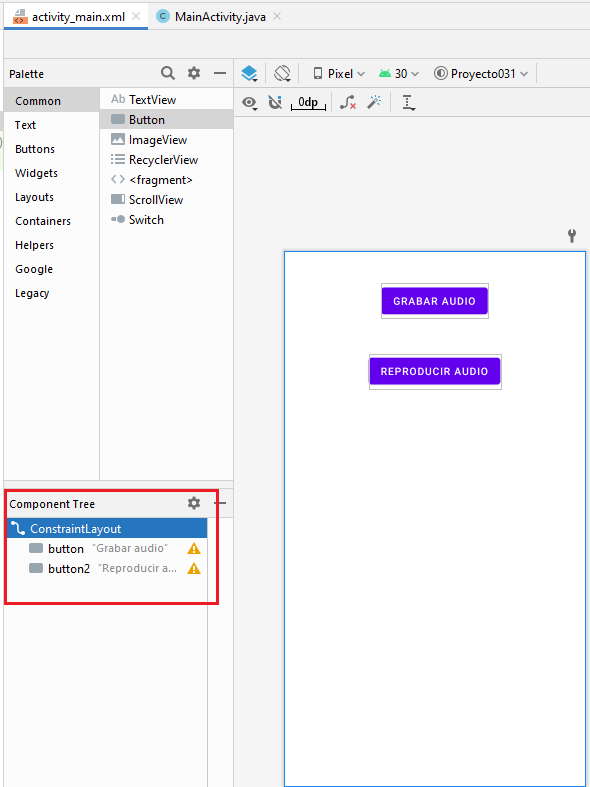 activity_main.xml MainActivity.java
Palette Pixel 30 Proyecto031
0dp
Common
Text
Buttons
Widgets
Layouts
Containers
Helpers
Google
Legacy
Ab TextView
Button
ImageView
RecyclerView
<fragment>
ScrollView
Switch
GRABAR AUDIO
REPRODUCIR AUDIO
Component Tree
ConstraintLayout
button "Grabar audio"
button2 "Reproducir a...